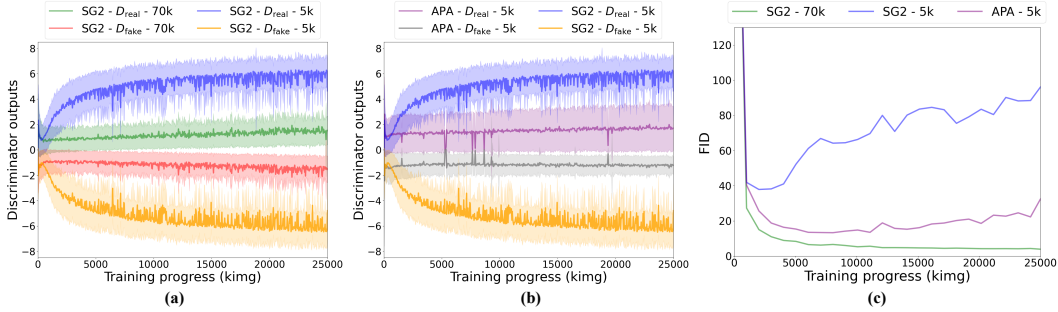 SG2 - D_real - 70k
SG2 - D_real - 5k
SG2 - D_fake - 70k
SG2 - D_fake - 5k
Discriminator outputs
8
6
4
2
0
−2
−4
−6
−8
0
5000
10000
15000
20000
25000
Training progress (kimg)
(a)
APA - D_real - 5k
SG2 - D_real - 5k
APA - D_fake - 5k
SG2 - D_fake - 5k
Discriminator outputs
8
6
4
2
0
−2
−4
−6
−8
0
5000
10000
15000
20000
25000
Training progress (kimg)
(b)
SG2 - 70k
SG2 - 5k
APA - 5k
FID
120
100
80
60
40
20
0
0
5000
10000
15000
20000
25000
Training progress (kimg)
(c)